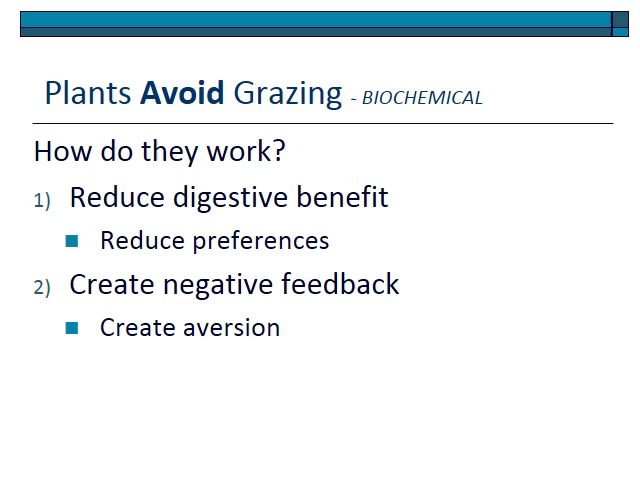 Plants Avoid Grazing - BIOCHEMICAL
How do they work?
1) Reduce digestive benefit
■ Reduce preferences
2) Create negative feedback
■ Create aversion